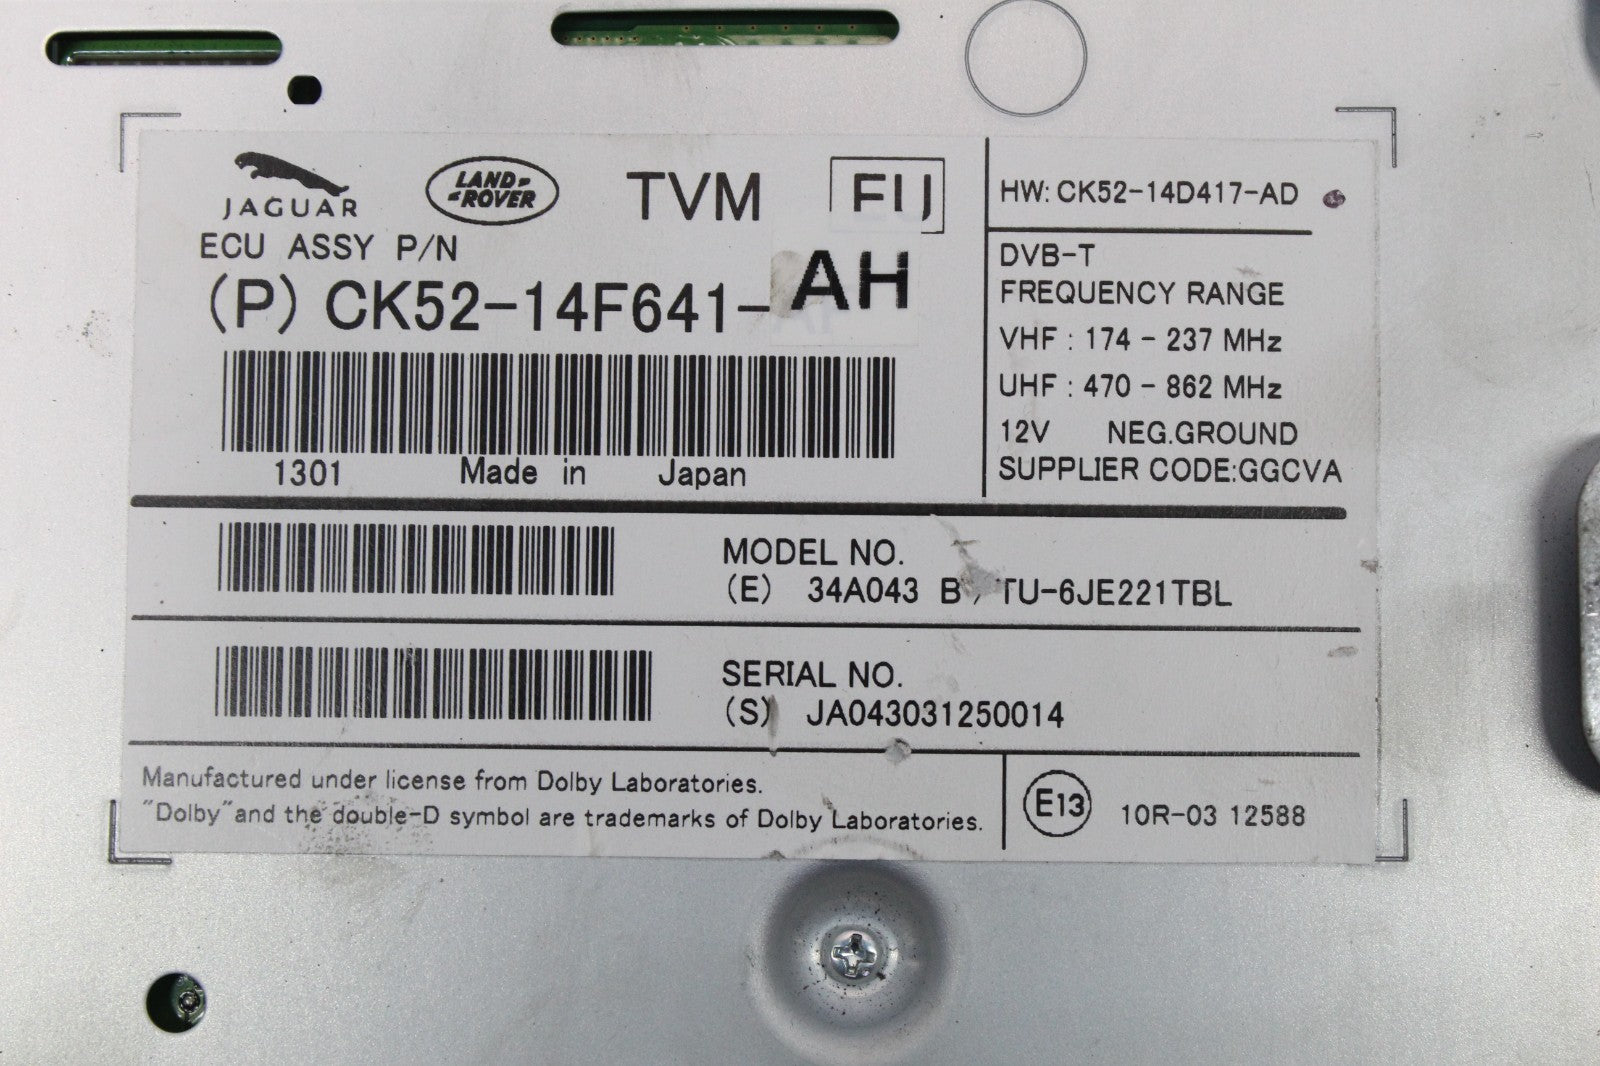 JAGUAR
LAND-
-ROVER
TVM
EU
ECU ASSY P/N
(P) CK52-14F641-AH
1301 Made in Japan
HW: CK52-14D417-AD
DVB-T
FREQUENCY RANGE
VHF : 174 - 237 MHz
UHF : 470 - 862 MHz
12V NEG.GROUND
SUPPLIER CODE:GGCVA
MODEL NO.
(E) 34A043 B / TU-6JE221TBL
SERIAL NO.
(S) JA043031250014
Manufactured under license from Dolby Laboratories.
"Dolby"and the double-D symbol are trademarks of Dolby Laboratories.
E13
10R-03 12588